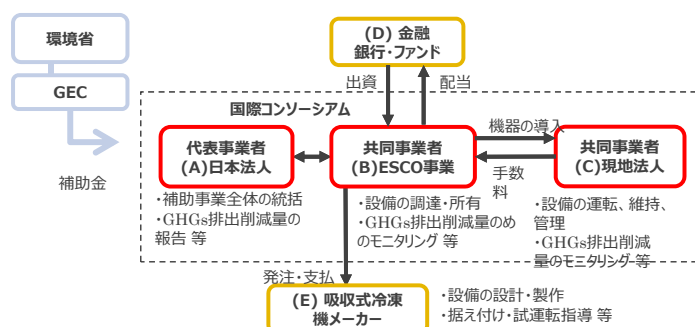 環境省
GEC
補助金
(D) 金融
銀行・ファンド
出資
配当
国際コンソーシアム
機器の導入
代表事業者
(A)日本法人
共同事業者
(B)ESCO事業
共同事業者
(C)現地法人
手数
料
・補助事業全体の統括
・GHGs排出削減量の
報告 等
・設備の調達・所有
・GHGs排出削減量のめ
のモニタリング 等
・設備の運転、維持、
管理
・GHGs排出削減
量のモニタリング 等
発注・支払
(E) 吸収式冷凍
機メーカー
・設備の設計・製作
・据え付け・試運転指導 等